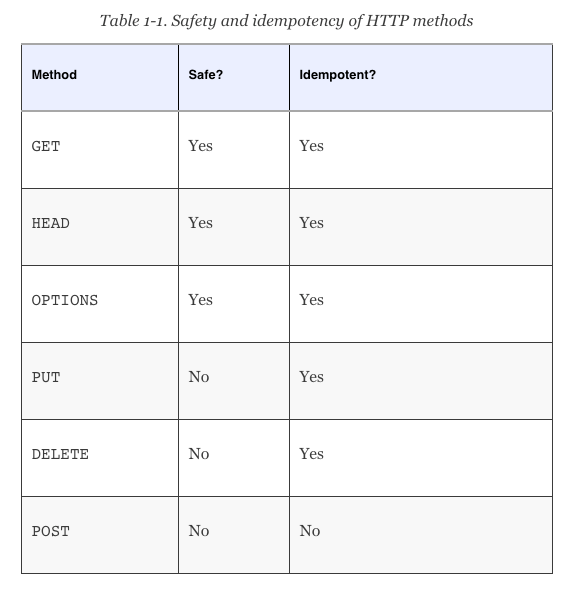 Table 1-1. Safety and idempotency of HTTP methods
Method Safe? Idempotent?
GET Yes Yes
HEAD Yes Yes
OPTIONS Yes Yes
PUT No Yes
DELETE No Yes
POST No No